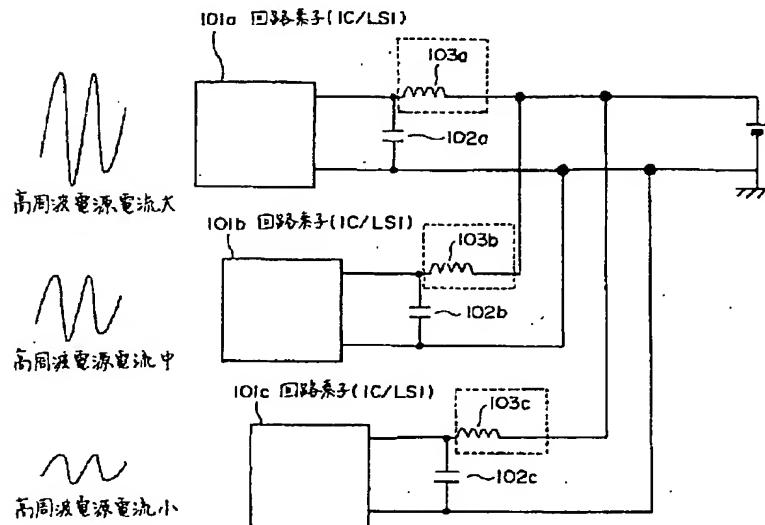 101a 回路素子(IC/LSI)
103a
102a
高周波電源電流大
101b 回路素子(IC/LSI)
103b
102b
高周波電源電流中
101c 回路素子(IC/LSI)
103c
102c
高周波電源電流小